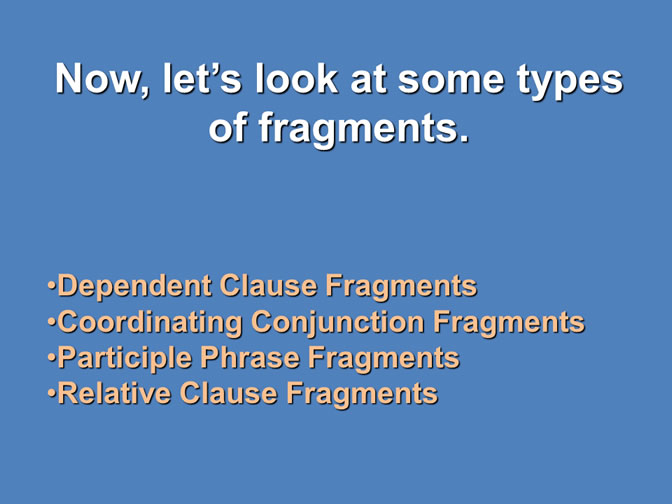 Now, let’s look at some types
of fragments.
•Dependent Clause Fragments
•Coordinating Conjunction Fragments
•Participle Phrase Fragments
•Relative Clause Fragments